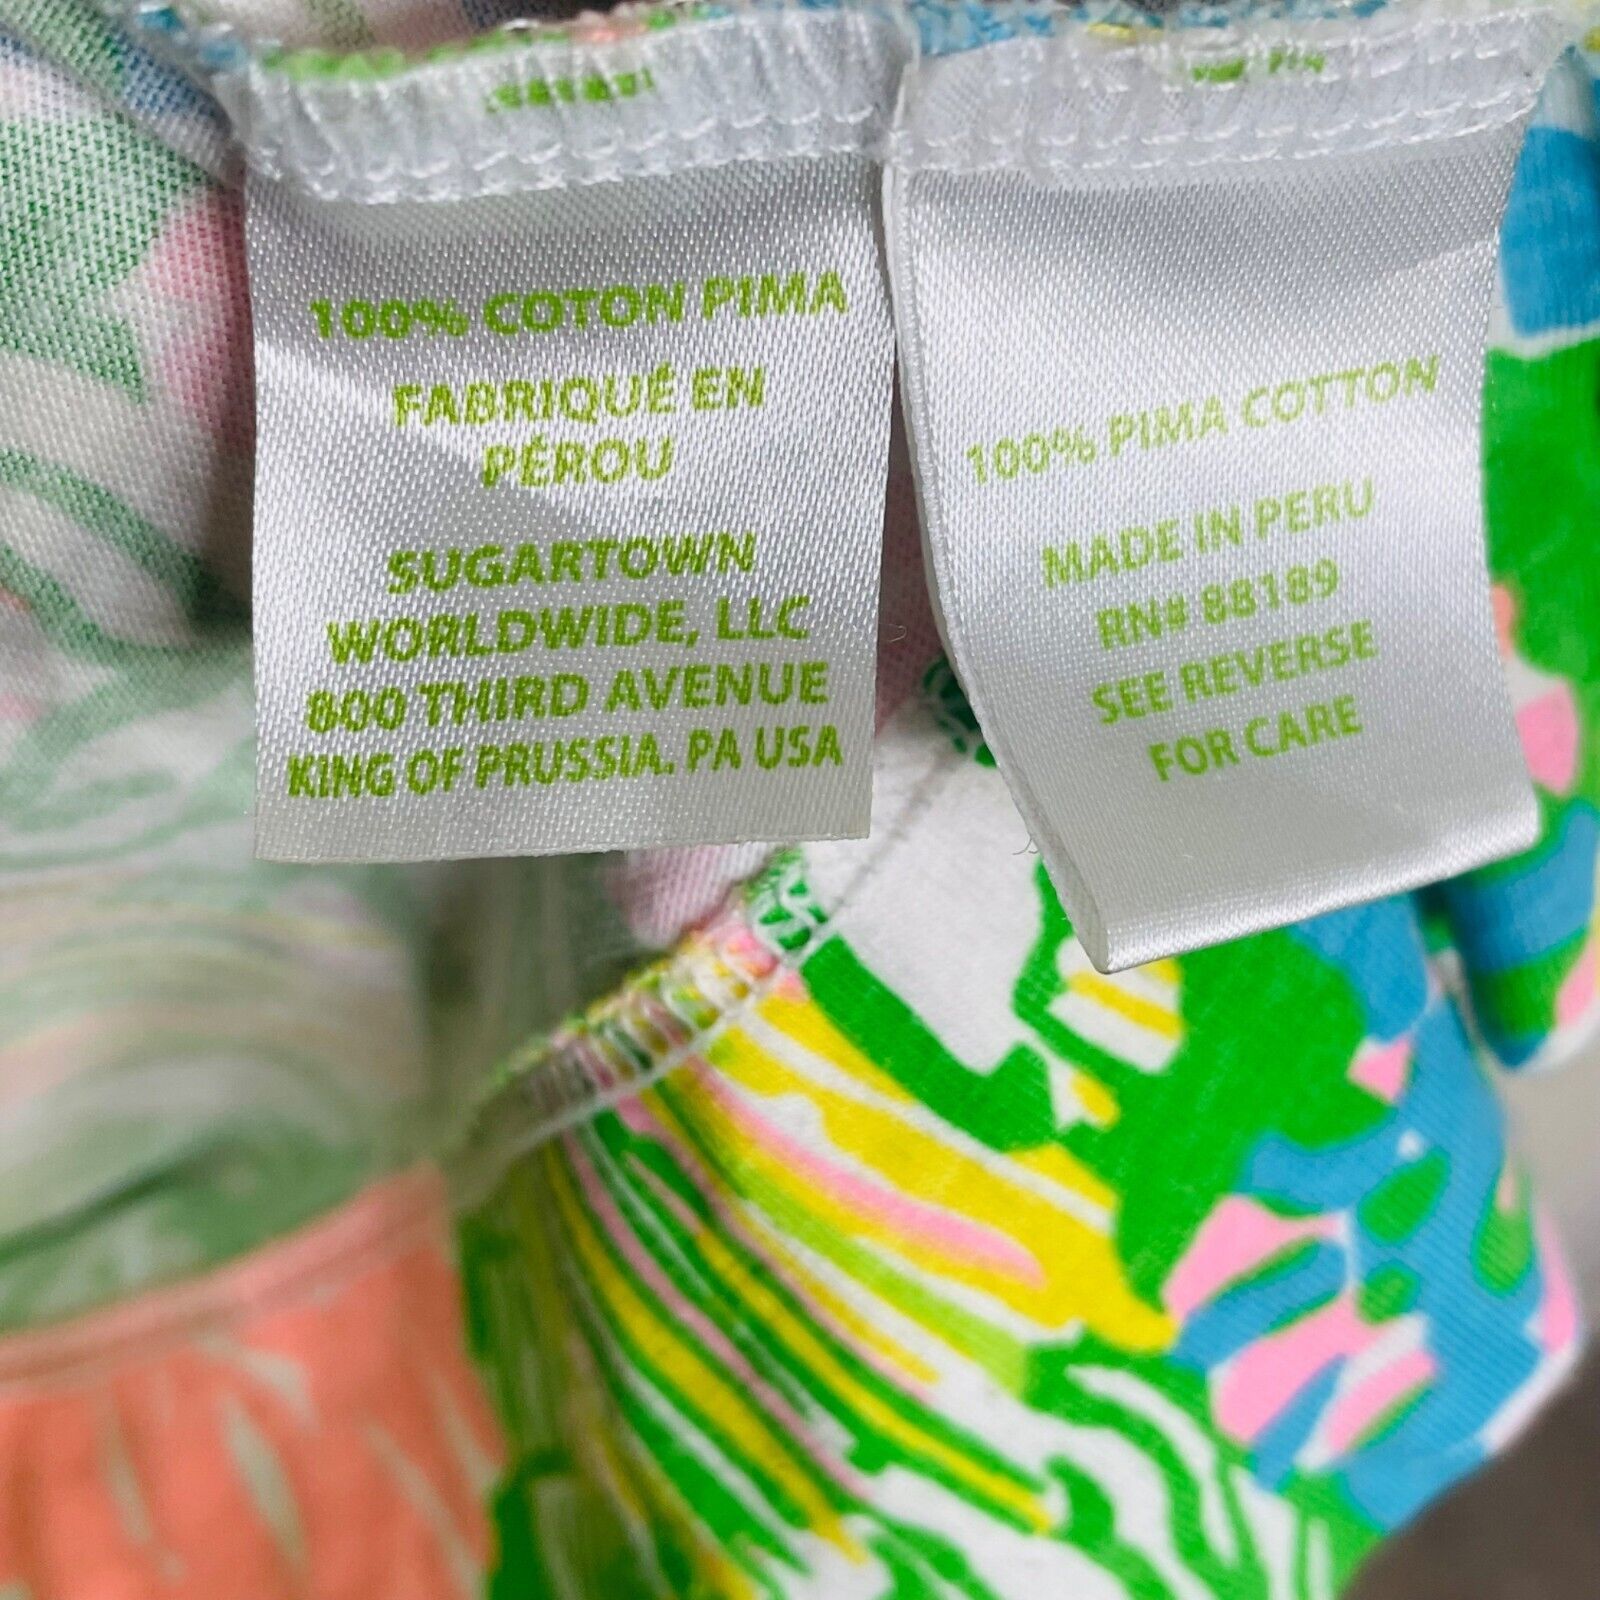 100% COTON PIMA
FABRIQUÉ EN
PÉROU
SUGARTOWN
WORLDWIDE, LLC
800 THIRD AVENUE
KING OF PRUSSIA, PA USA
100% PIMA COTTON
MADE IN PERU
RN# 88189
SEE REVERSE
FOR CARE